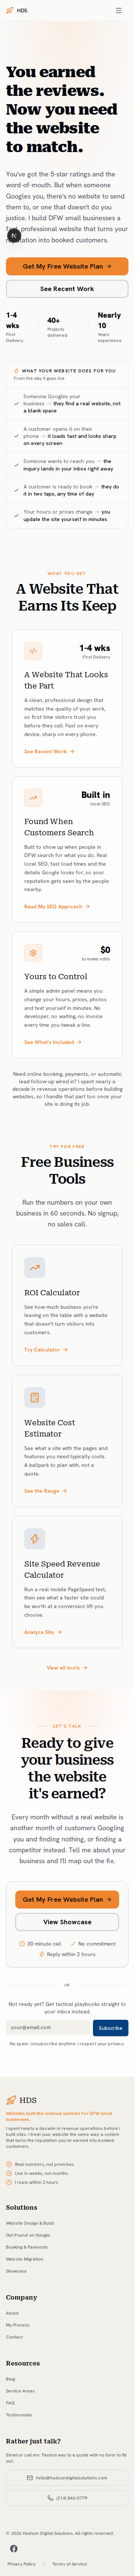 HDS
You earned
the reviews.
Now you need
the website
to match.
You've got the 5-star ratings and the
word-of-mouth. But when someone
Googles you, there's nowhere to send
them to, or one that doesn't do you
justice. I build DFW small businesses a
professional website that turns your
reputation into booked customers.
N
Get My Free Website Plan →
See Recent Work
1-4
wks
First
Delivery
40+
Projects
delivered
Nearly
10
Years
experience
WHAT YOUR WEBSITE DOES FOR YOU
From the day it goes live
Someone Googles your
business → they find a real website, not
a blank space
A customer opens it on their
phone → it loads fast and looks sharp
on every screen
Someone wants to reach you → the
inquiry lands in your inbox right away
A customer is ready to book → they do
it in two taps, any time of day
Your hours or prices change → you
update the site yourself in minutes
WHAT YOU GET
A Website That
Earns Its Keep
1-4 wks
First Delivery
A Website That Looks
the Part
A clean, professional design that
matches the quality of your work,
so first-time visitors trust you
before they call. Fast on every
device, sharp on every phone.
See Recent Work →
Built in
local SEO
Found When
Customers Search
Built to show up when people in
DFW search for what you do. Real
local SEO, fast load times and the
details Google looks for, so your
reputation gets seen by the people
nearby.
Read My SEO Approach →
$0
to make edits
Yours to Control
A simple admin panel means you
change your hours, prices, photos
and text yourself in minutes. No
developer, no waiting, no invoice
every time you tweak a line.
See What's Included →
Need online booking, payments, or automatic
lead follow-up wired in? I spent nearly a
decade in revenue operations before building
websites, so I handle that part too once your
site is doing its job.
TRY FOR FREE
Free Business
Tools
Run the numbers on your own
business in 60 seconds. No signup,
no sales call.
ROI Calculator
See how much business you're
leaving on the table with a website
that doesn't turn visitors into
customers.
Try Calculator →
Website Cost
Estimator
See what a site with the pages and
features you need typically costs.
A ballpark to plan with, not a
quote.
See the Range →
Site Speed Revenue
Calculator
Run a real mobile PageSpeed test,
then see what a faster site could
be worth at a conversion lift you
choose.
Analyze Site →
View all tools →
LET'S TALK
Ready to give
your business
the website
it's earned?
Every month without a real website is
another month of customers Googling
you and finding nothing, or finding a
competitor instead. Tell me about your
business and I'll map out the fix.
Get My Free Website Plan →
View Showcase
30 minute call
No commitment
Reply within 2 hours
OR
Not ready yet? Get tactical playbooks straight to
your inbox instead.
your@email.com
Subscribe
No spam. Unsubscribe anytime. I respect your privacy.
HDS
Websites built like revenue systems for DFW small
businesses.
I spent nearly a decade in revenue operations before I
built sites. I treat your website the same way: a system
that turns the reputation you've earned into booked
customers.
Real numbers, not promises
Live in weeks, not months
I reply within 2 hours
Solutions
Website Design & Build
Get Found on Google
Booking & Payments
Website Migration
Showcase
Company
About
My Process
Contact
Resources
Blog
Service Areas
FAQ
Testimonials
Rather just talk?
Email or call me. Fastest way to a quote with no form to fill
out.
hello@hudsondigitalsolutions.com
(214) 843-0779
© 2026 Hudson Digital Solutions. All rights reserved.
Privacy Policy / Terms of Service